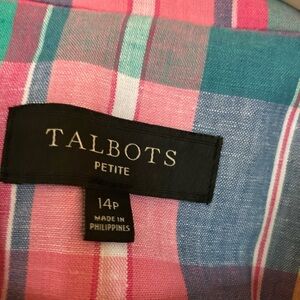 TALBOTS
PETITE
14P
MADE IN
PHILIPPINES